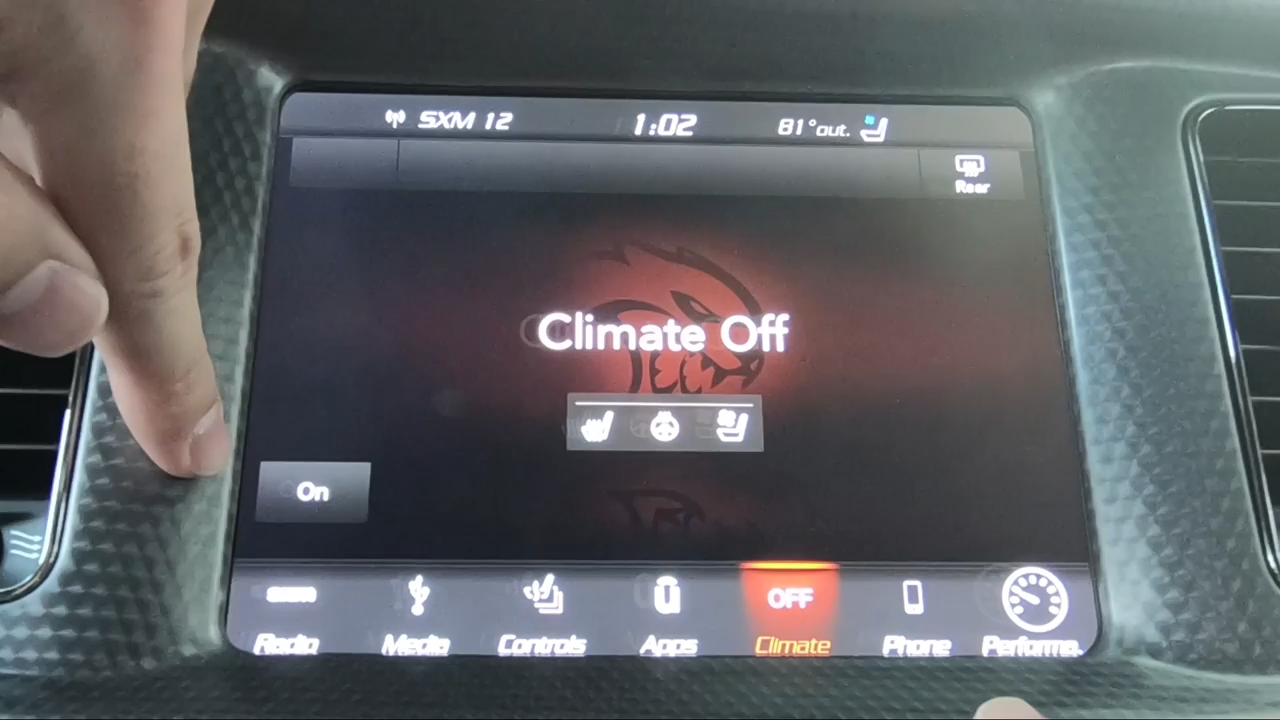 SXM 12 1:02 81° out.
Rear
Climate Off
On
OFF
Radio Media Controls Apps Climate Phone Performa.